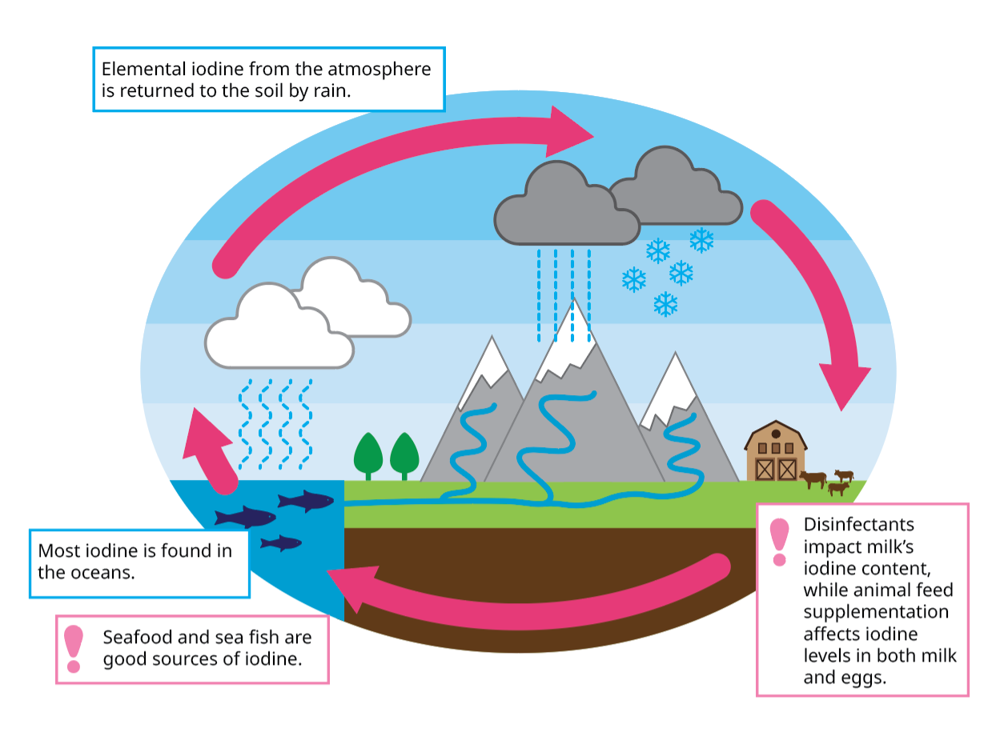 Elemental iodine from the atmosphere
is returned to the soil by rain.
Most iodine is found in
the oceans.
Seafood and sea fish are
good sources of iodine.
Disinfectants
impact milk’s
iodine content,
while animal feed
supplementation
affects iodine
levels in both milk
and eggs.